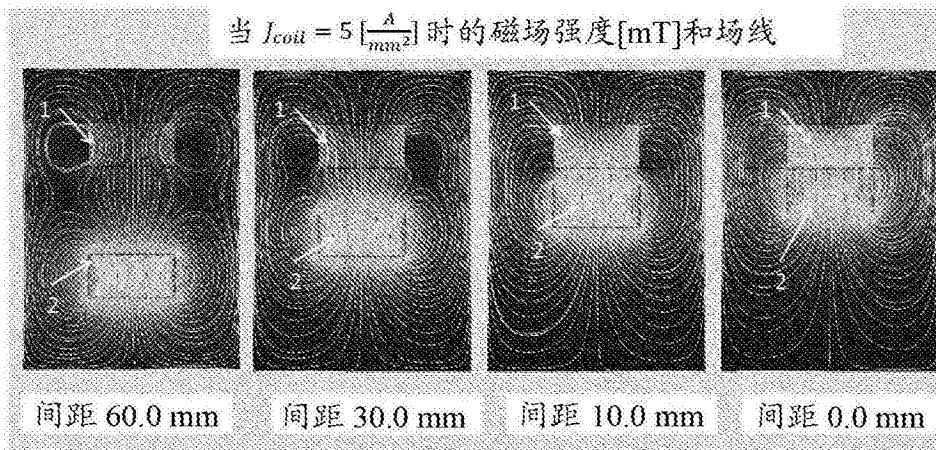 当 J_coil = 5 [A/mm²] 时的磁场强度[mT]和场线
1 1 1 1
2 2 2 2
间距 60.0 mm 间距 30.0 mm 间距 10.0 mm 间距 0.0 mm